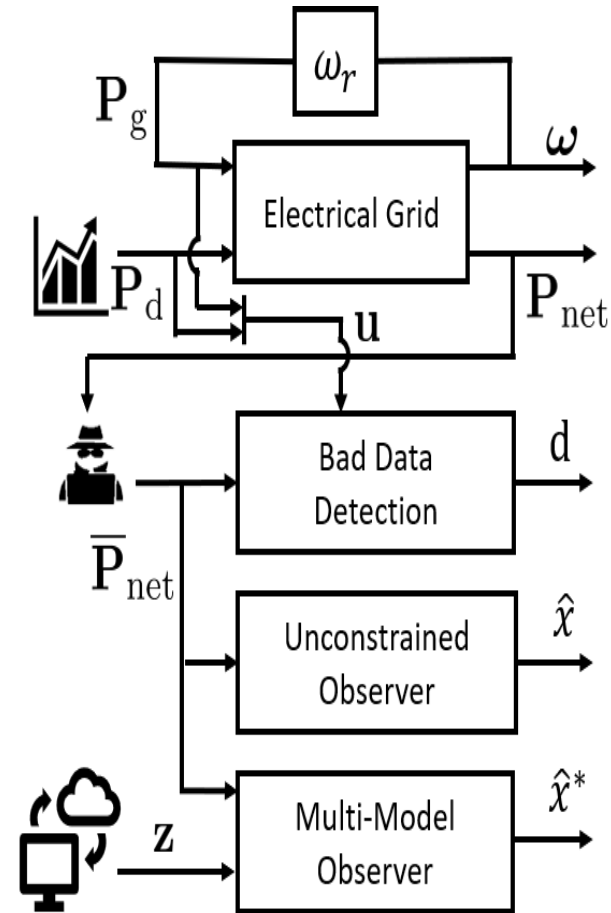 ω_r
P_g
ω
Electrical Grid
P_d
P_net
u
Bad Data
Detection
d
P̅_net
Unconstrained
Observer
x̂
Multi-Model
Observer
x̂*
z